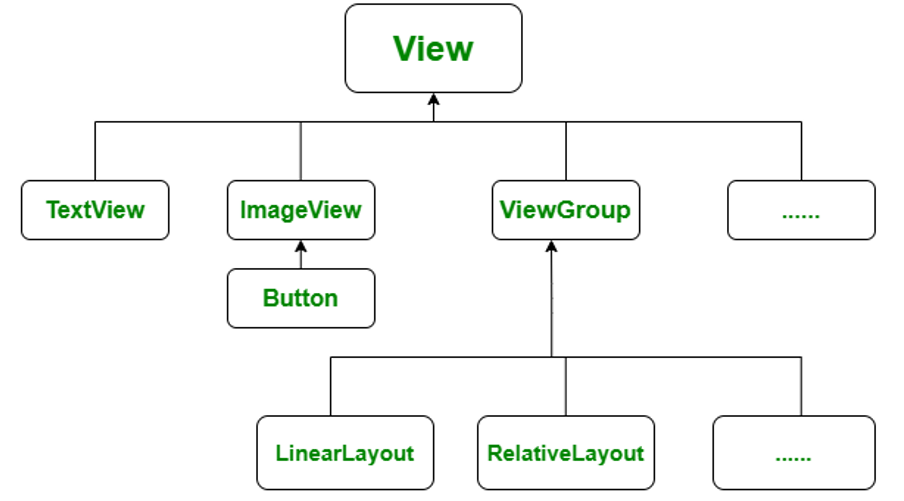 View
TextView
ImageView
ViewGroup
......
Button
LinearLayout
RelativeLayout
......